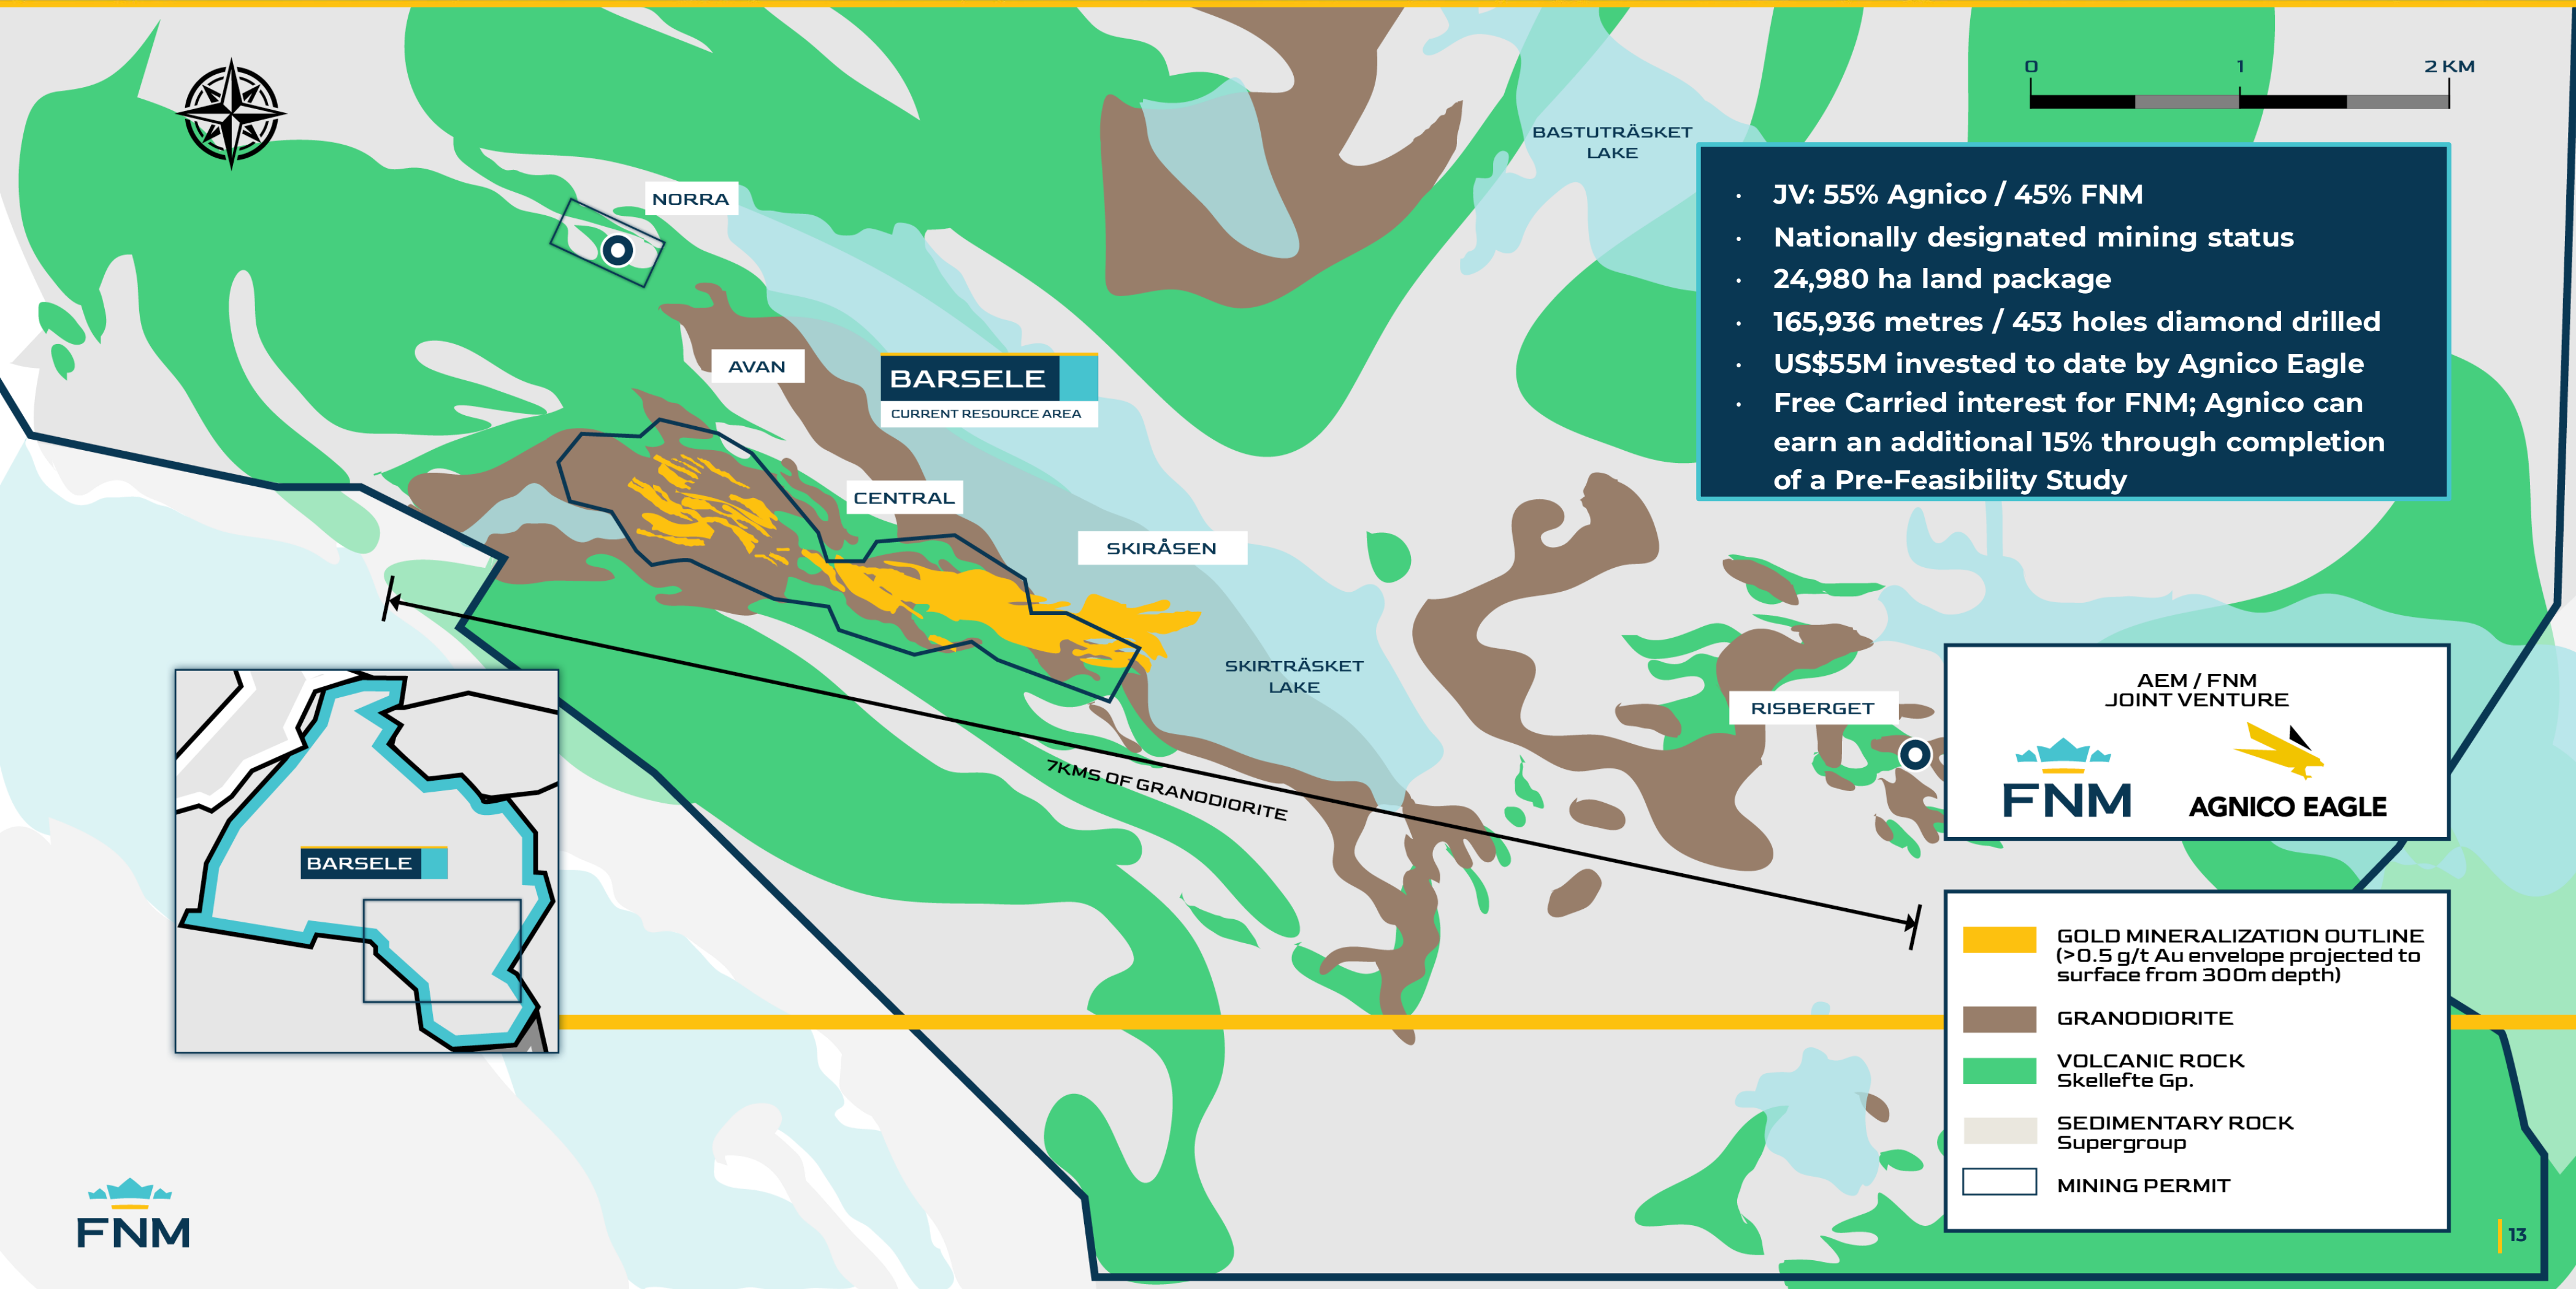 0 1 2 KM
BASTUTRÄSKET
LAKE
NORRA
· JV: 55% Agnico / 45% FNM
· Nationally designated mining status
· 24,980 ha land package
· 165,936 metres / 453 holes diamond drilled
· US$55M invested to date by Agnico Eagle
· Free Carried interest for FNM; Agnico can
earn an additional 15% through completion
of a Pre-Feasibility Study
AVAN
BARSELE
CURRENT RESOURCE AREA
CENTRAL
SKIRÅSEN
SKIRTRÄSKET
LAKE
RISBERGET
7KMS OF GRANODIORITE
BARSELE
AEM / FNM
JOINT VENTURE
FNM
AGNICO EAGLE
GOLD MINERALIZATION OUTLINE
(>0.5 g/t Au envelope projected to
surface from 300m depth)
GRANODIORITE
VOLCANIC ROCK
Skellefte Gp.
SEDIMENTARY ROCK
Supergroup
MINING PERMIT
FNM
13